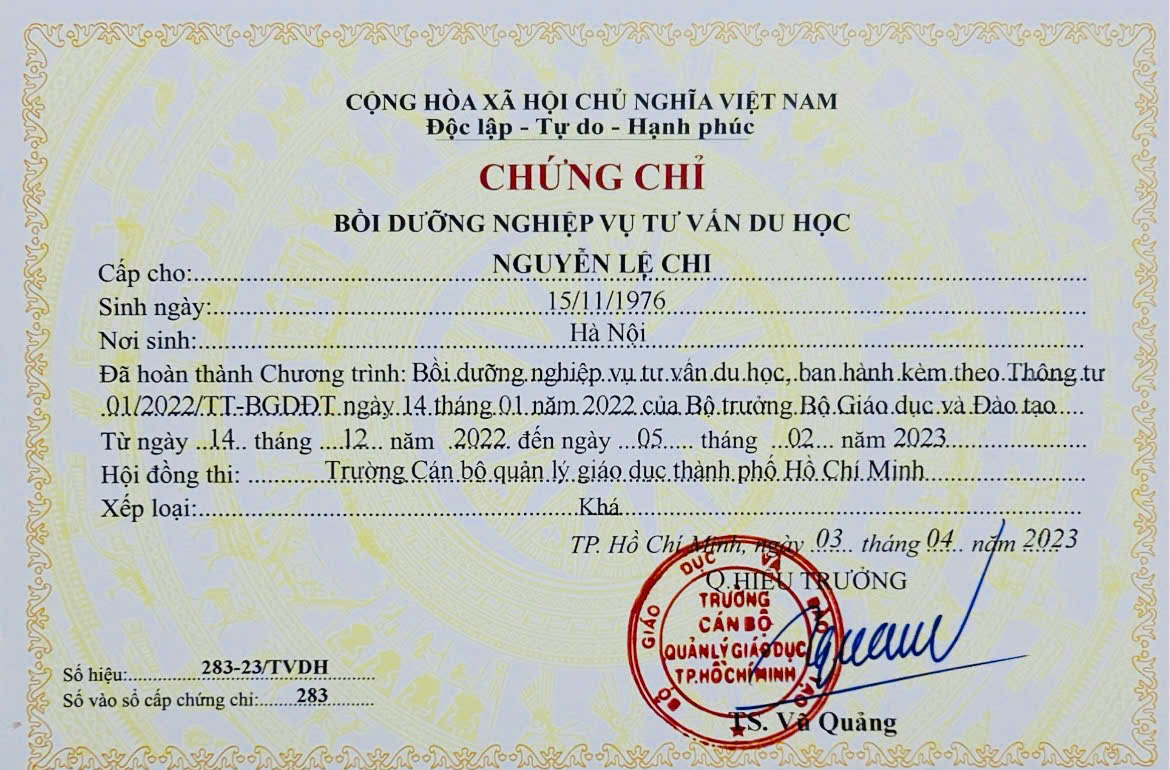 CỘNG HÒA XÃ HỘI CHỦ NGHĨA VIỆT NAM
Độc lập - Tự do - Hạnh phúc
CHỨNG CHỈ
BỒI DƯỠNG NGHIỆP VỤ TƯ VẤN DU HỌC
Cấp cho: NGUYỄN LỆ CHI
Sinh ngày: 15/11/1976
Nơi sinh: Hà Nội
Đã hoàn thành Chương trình: Bồi dưỡng nghiệp vụ tư vấn du học, ban hành kèm theo Thông tư
01/2022/TT-BGDĐT ngày 14 tháng 01 năm 2022 của Bộ trưởng Bộ Giáo dục và Đào tạo
Từ ngày 14 tháng 12 năm 2022 đến ngày 05 tháng 02 năm 2023
Hội đồng thi: Trường Cán bộ quản lý giáo dục thành phố Hồ Chí Minh
Xếp loại: Khá
TP. Hồ Chí Minh, ngày 03 tháng 04 năm 2023
Q.HIỆU TRƯỞNG
BỘ GIÁO DỤC VÀ ĐÀO TẠO
TRƯỜNG
CÁN BỘ
QUẢN LÝ GIÁO DỤC
TP.HỒ CHÍ MINH
TS. Vũ Quảng
Số hiệu: 283-23/TVDH
Số vào sổ cấp chứng chỉ: 283